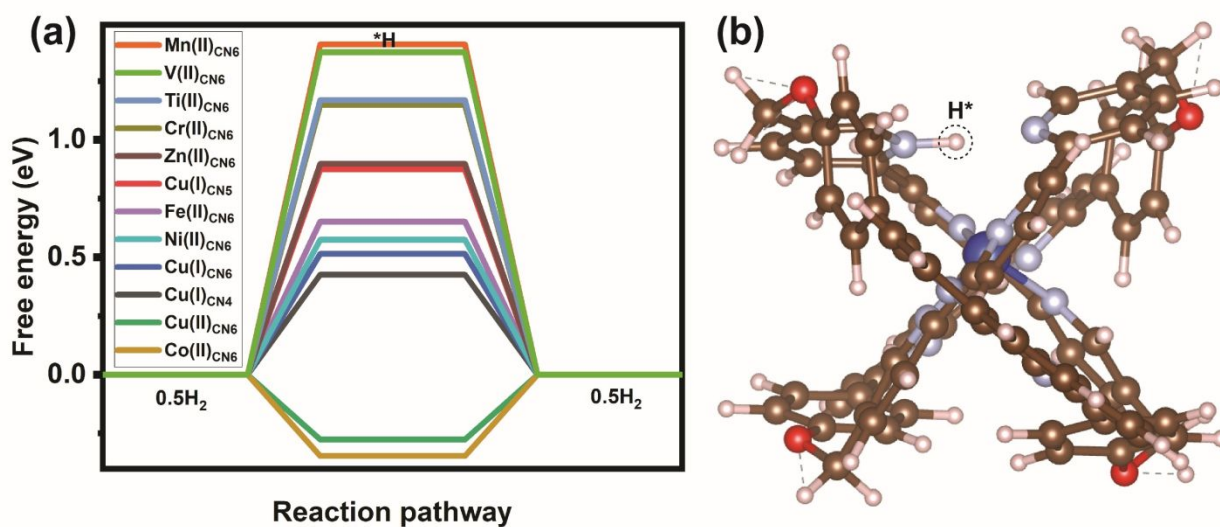 (a)
*H
Mn(II)CN6
V(II)CN6
Ti(II)CN6
Cr(II)CN6
Zn(II)CN6
Cu(I)CN5
Fe(II)CN6
Ni(II)CN6
Cu(I)CN6
Cu(I)CN4
Cu(II)CN6
Co(II)CN6
Free energy (eV)
1.0
0.5
0.0
0.5H2
0.5H2
Reaction pathway
(b)
H*